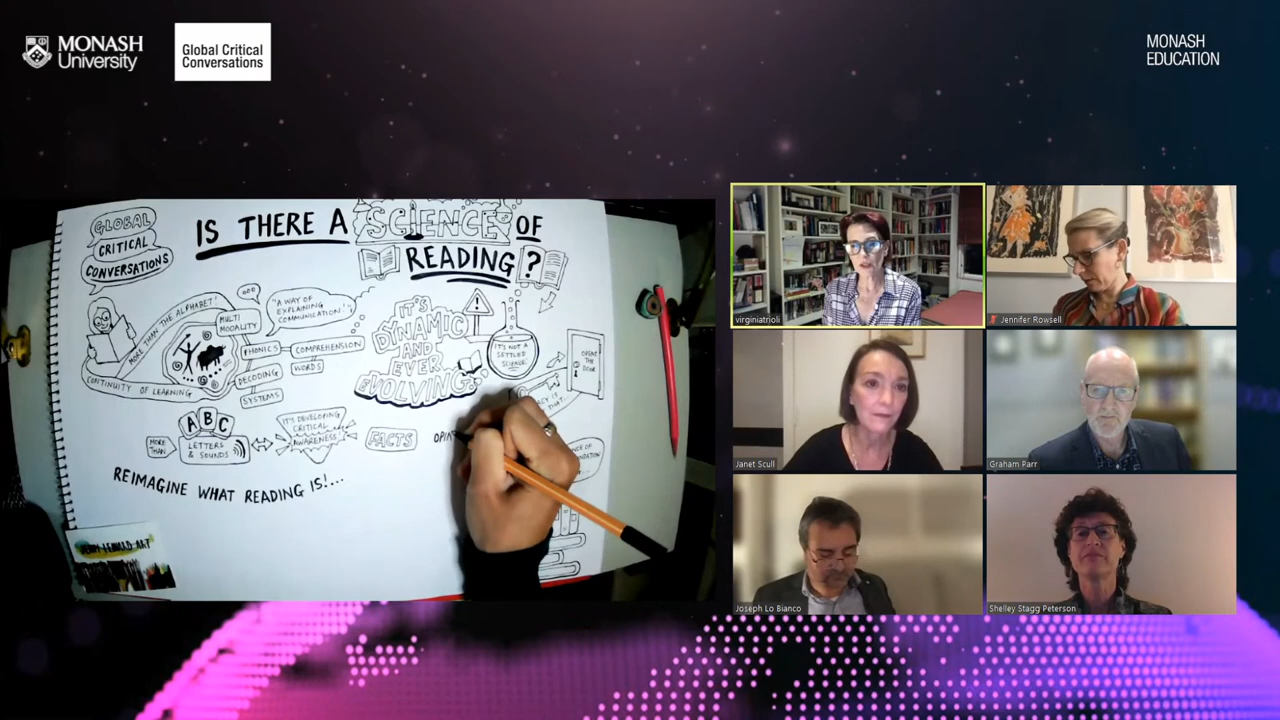 MONASH
University
Global Critical
Conversations
MONASH
EDUCATION
GLOBAL
CRITICAL
CONVERSATIONS
IS THERE A SCIENCE OF
READING?
MORE THAN THE ALPHABET!
CONTINUITY OF LEARNING
MULTI
MODALITY
"A WAY OF
EXPLAINING
COMMUNICATION"
PHONICS
COMPREHENSION
WORDS
DECODING
SYSTEMS
IT'S
DYNAMIC
AND
EVER
EVOLVING
IT'S NOT A
SETTLED
SCIENCE
OPENS
THE
DOOR
THAT...
MORE
THAN
ABC
LETTERS
& SOUNDS
IT'S DEVELOPING
CRITICAL
AWARENESS
FACTS
OPIN
REIMAGINE WHAT READING IS!...
virginiatrioli
Jennifer Rowsell
Janet Scull
Graham Parr
Joseph Lo Bianco
Shelley Stagg Peterson